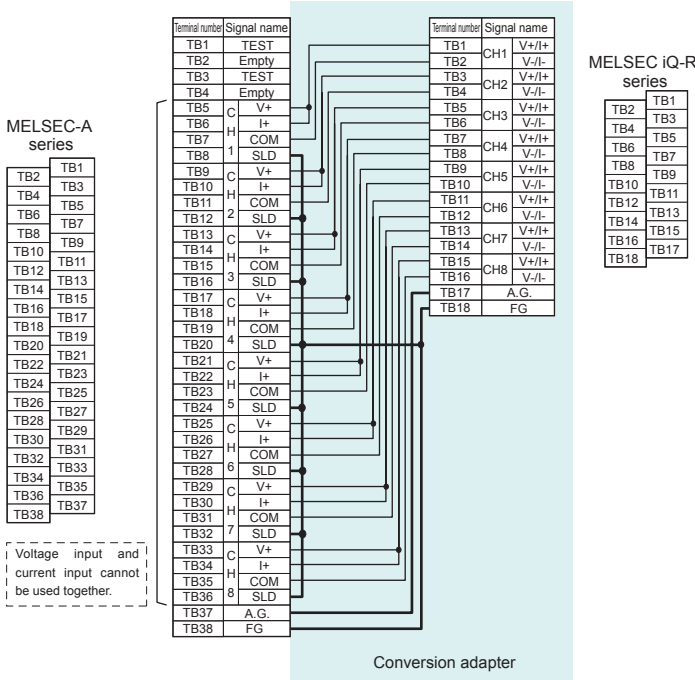 MELSEC-A
series
TB1
TB2
TB3
TB4
TB5
TB6
TB7
TB8
TB9
TB10
TB11
TB12
TB13
TB14
TB15
TB16
TB17
TB18
TB19
TB20
TB21
TB22
TB23
TB24
TB25
TB26
TB27
TB28
TB29
TB30
TB31
TB32
TB33
TB34
TB35
TB36
TB37
TB38
Voltage input and
current input cannot
be used together.
Terminal number Signal name
TB1 TEST
TB2 Empty
TB3 TEST
TB4 Empty
CH1
TB5 V+
TB6 I+
TB7 COM
TB8 SLD
CH2
TB9 V+
TB10 I+
TB11 COM
TB12 SLD
CH3
TB13 V+
TB14 I+
TB15 COM
TB16 SLD
CH4
TB17 V+
TB18 I+
TB19 COM
TB20 SLD
CH5
TB21 V+
TB22 I+
TB23 COM
TB24 SLD
CH6
TB25 V+
TB26 I+
TB27 COM
TB28 SLD
CH7
TB29 V+
TB30 I+
TB31 COM
TB32 SLD
CH8
TB33 V+
TB34 I+
TB35 COM
TB36 SLD
TB37 A.G.
TB38 FG
Terminal number Signal name
TB1 CH1 V+/I+
TB2 V-/I-
TB3 CH2 V+/I+
TB4 V-/I-
TB5 CH3 V+/I+
TB6 V-/I-
TB7 CH4 V+/I+
TB8 V-/I-
TB9 CH5 V+/I+
TB10 V-/I-
TB11 CH6 V+/I+
TB12 V-/I-
TB13 CH7 V+/I+
TB14 V-/I-
TB15 CH8 V+/I+
TB16 V-/I-
TB17 A.G.
TB18 FG
Conversion adapter
MELSEC iQ-R
series
TB1
TB2
TB3
TB4
TB5
TB6
TB7
TB8
TB9
TB10
TB11
TB12
TB13
TB14
TB15
TB16
TB17
TB18